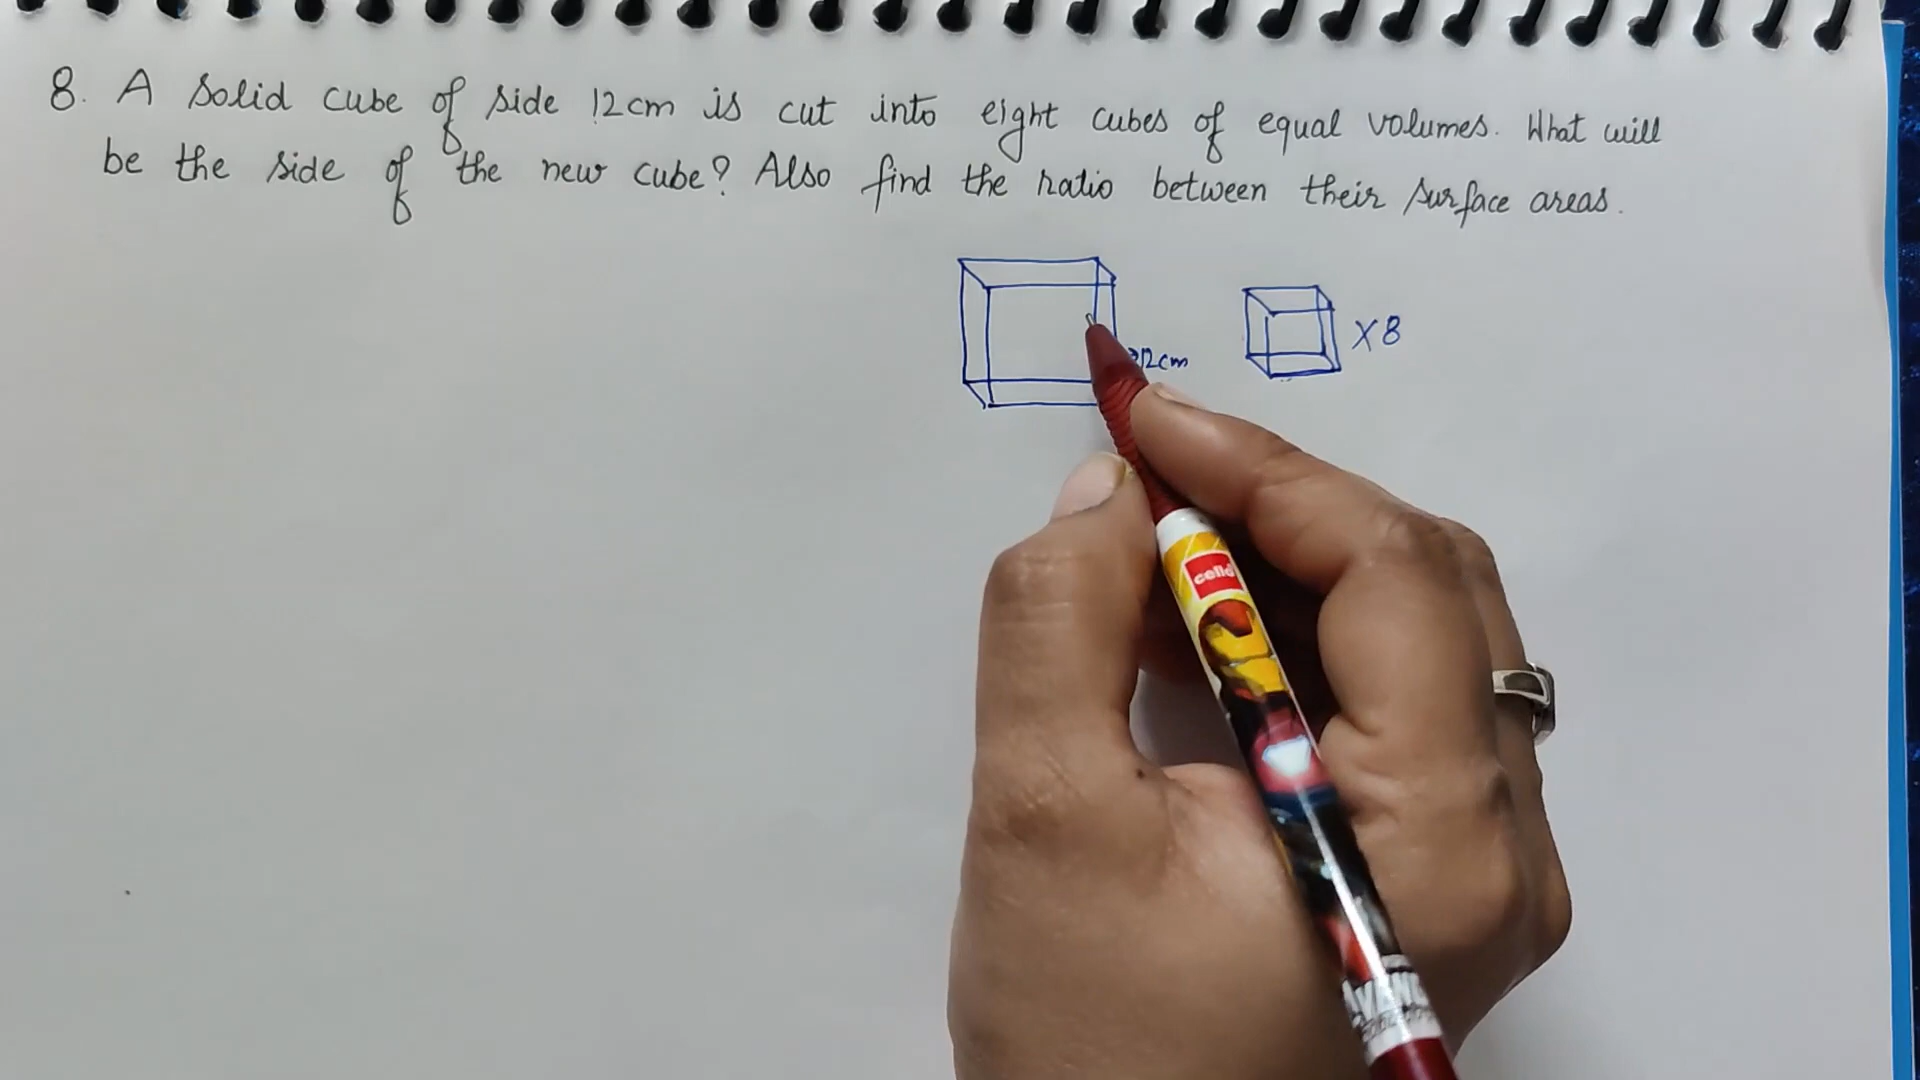 8. A solid cube of side 12cm is cut into eight cubes of equal volumes. What will
be the side of the new cube? Also find the ratio between their surface areas.
12cm
X8
cello